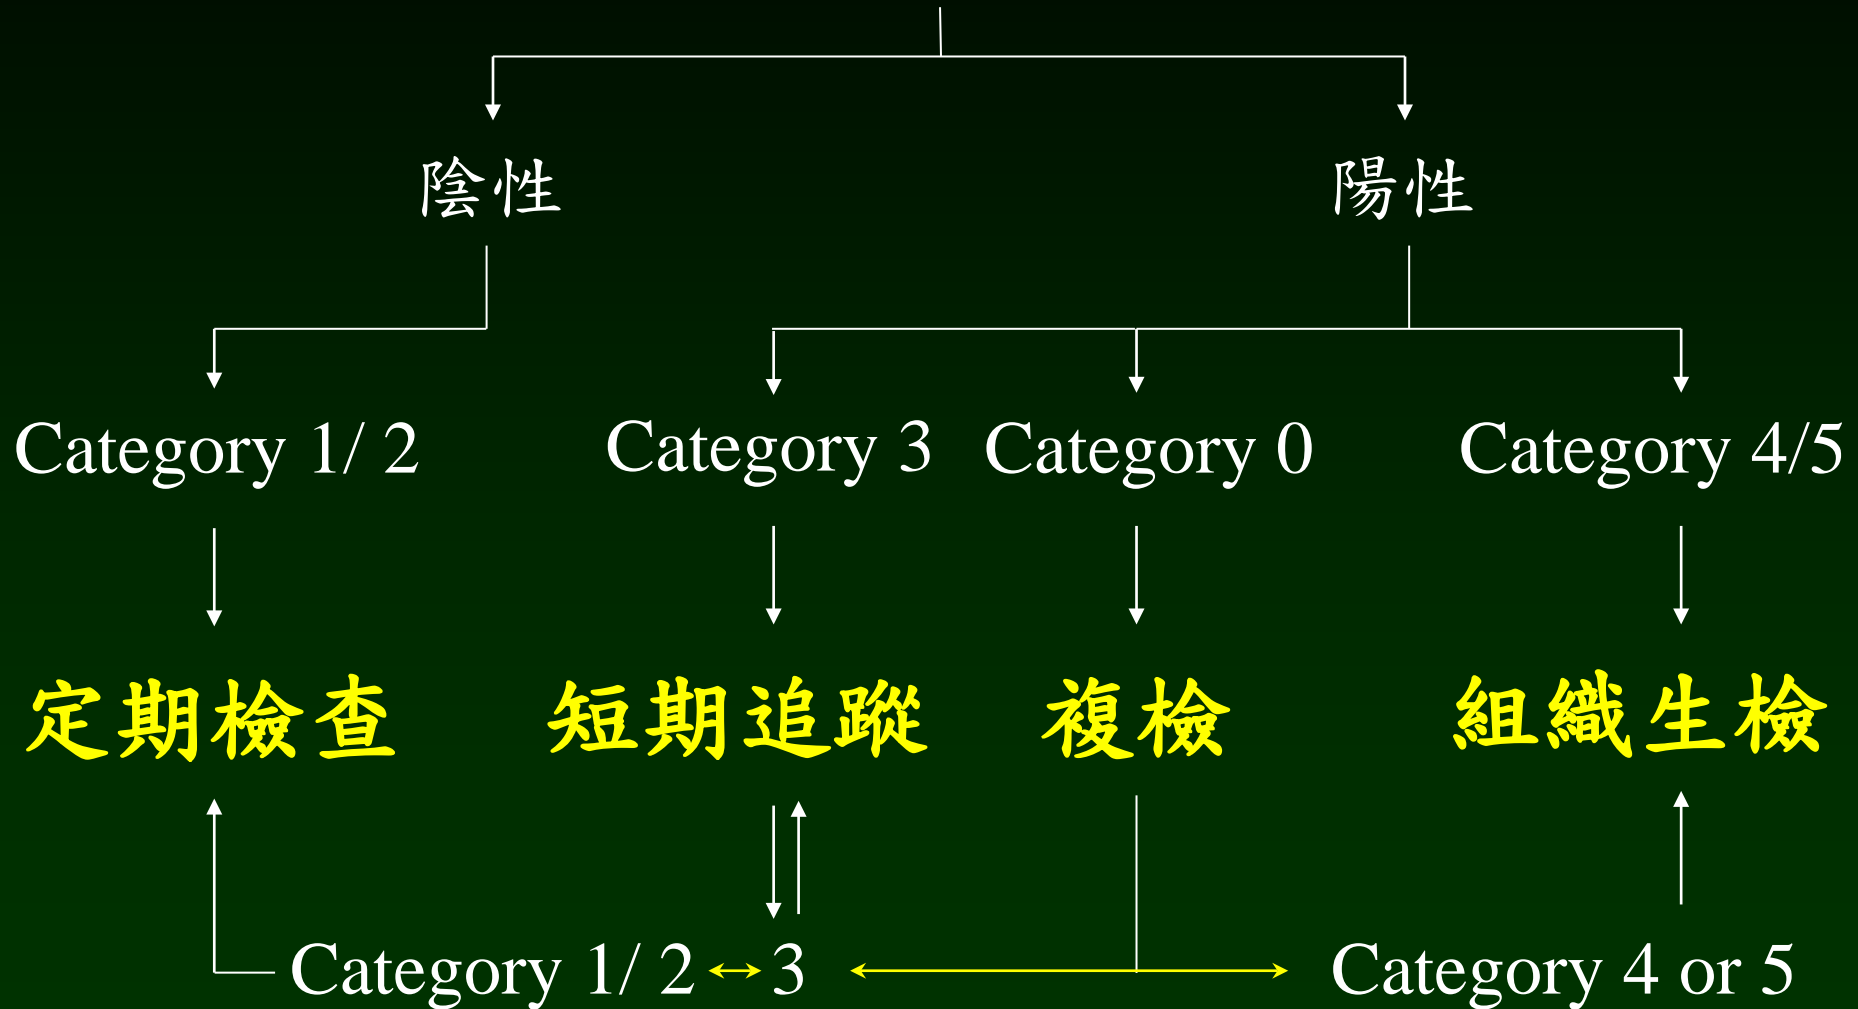 陰性
陽性
Category 1/ 2
Category 3
Category 0
Category 4/5
定期檢查
短期追蹤
複檢
組織生檢
Category 1/ 2
3
Category 4 or 5